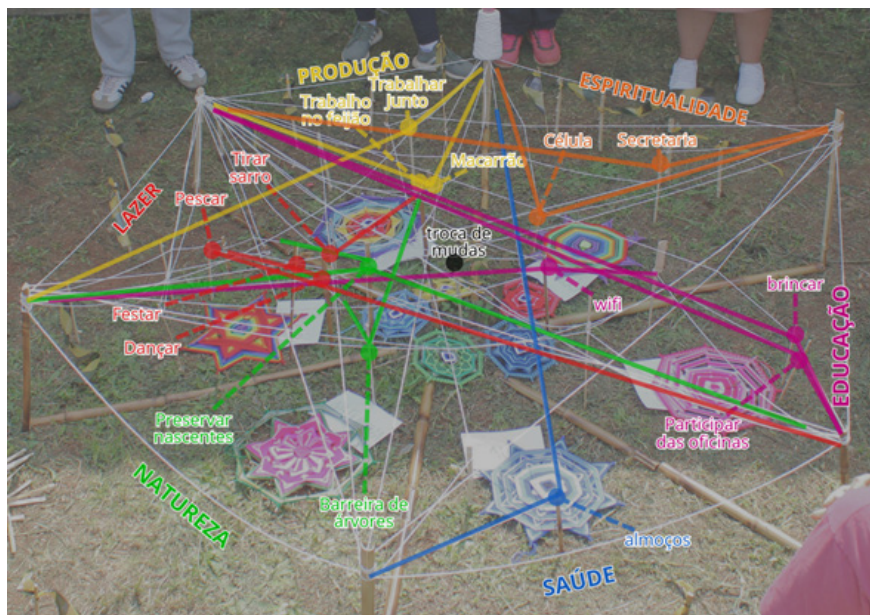 PRODUÇÃO
Trabalhar
junto
Trabalho
no feijão
ESPIRITUALIDADE
Célula
Secretaria
Macarrão
Tirar
sarro
Pescar
LAZER
troca de
mudas
wifi
brincar
EDUCAÇÃO
Festar
Dançar
Participar
das oficinas
Preservar
nascentes
Barreira de
árvores
NATUREZA
almoços
SAÚDE